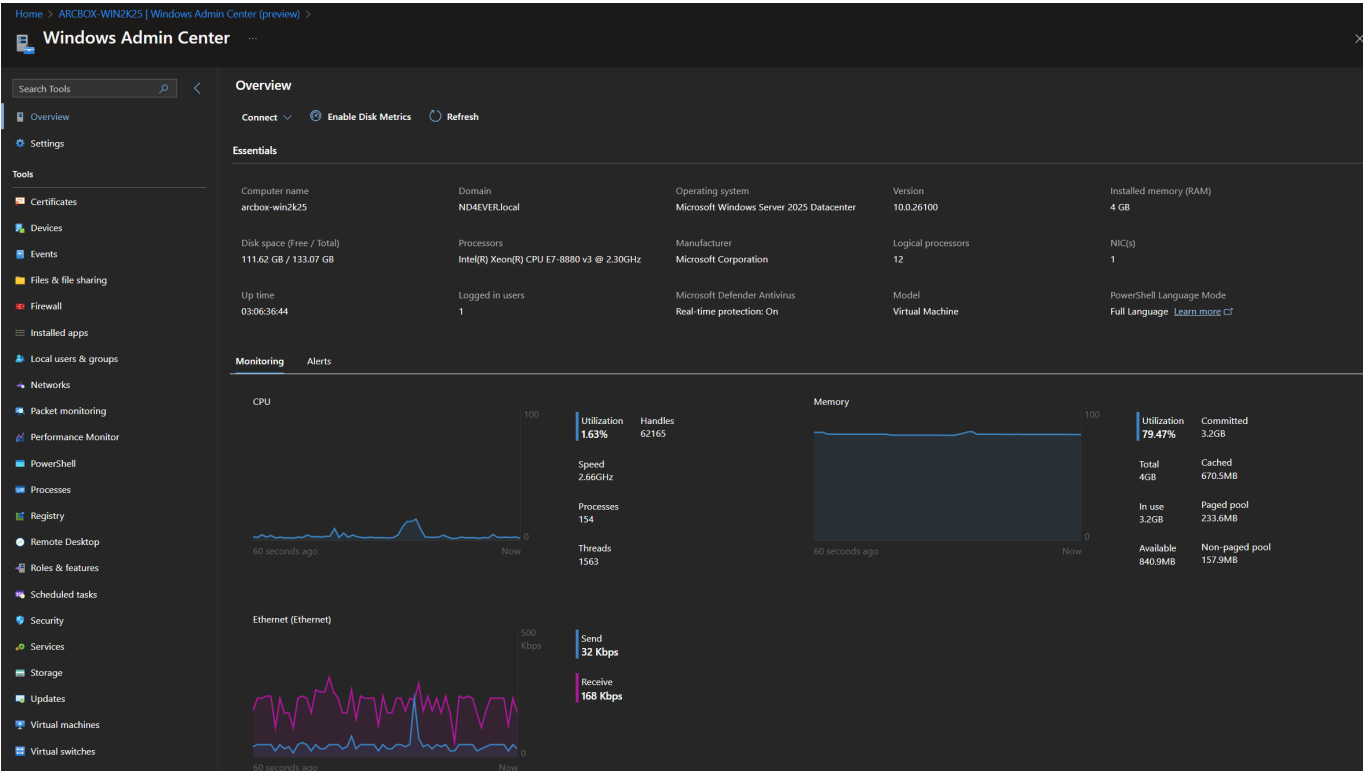 Home > ARCBOX-WIN2K25 | Windows Admin Center (preview) >
Windows Admin Center ...
Search Tools
Overview
Settings
Tools
Certificates
Devices
Events
Files & file sharing
Firewall
Installed apps
Local users & groups
Networks
Packet monitoring
Performance Monitor
PowerShell
Processes
Registry
Remote Desktop
Roles & features
Scheduled tasks
Security
Services
Storage
Updates
Virtual machines
Virtual switches
Overview
Connect Enable Disk Metrics Refresh
Essentials
Computer name Domain Operating system Version Installed memory (RAM)
arcbox-win2k25 ND4EVER.local Microsoft Windows Server 2025 Datacenter 10.0.26100 4 GB
Disk space (Free / Total) Processors Manufacturer Logical processors NIC(s)
111.62 GB / 133.07 GB Intel(R) Xeon(R) CPU E7-8880 v3 @ 2.30GHz Microsoft Corporation 12 1
Up time Logged in users Microsoft Defender Antivirus Model PowerShell Language Mode
03:06:36:44 1 Real-time protection: On Virtual Machine Full Language Learn more
Monitoring Alerts
CPU
100
0
60 seconds ago Now
Utilization Handles
1.63% 62165
Speed
2.66GHz
Processes
154
Threads
1563
Memory
100
0
60 seconds ago Now
Utilization Committed
79.47% 3.2GB
Total Cached
4GB 670.5MB
In use Paged pool
3.2GB 233.6MB
Available Non-paged pool
840.9MB 157.9MB
Ethernet (Ethernet)
500
Kbps
0
60 seconds ago Now
Send
32 Kbps
Receive
168 Kbps